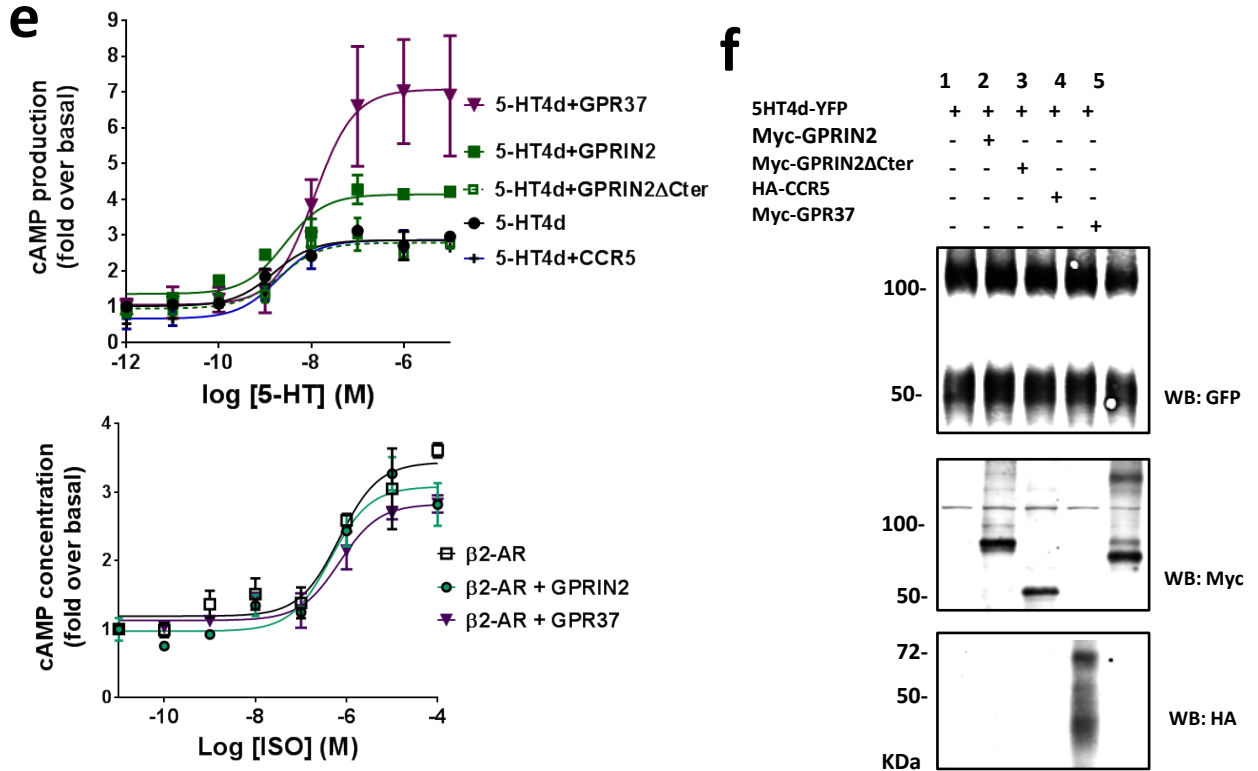 e
cAMP production
(fold over basal)
9
8
7
6
5
4
3
2
1
0
-12
-10
-8
-6
log [5-HT] (M)
5-HT4d+GPR37
5-HT4d+GPRIN2
5-HT4d+GPRIN2ΔCter
5-HT4d
5-HT4d+CCR5
cAMP concentration
(fold over basal)
4
3
2
1
0
-10
-8
-6
-4
Log [ISO] (M)
β2-AR
β2-AR + GPRIN2
β2-AR + GPR37
f
1 2 3 4 5
5HT4d-YFP + + + + +
Myc-GPRIN2 - + - - -
Myc-GPRIN2ΔCter - - + - -
HA-CCR5 - - - + -
Myc-GPR37 - - - - +
100-
50-
WB: GFP
100-
50-
WB: Myc
72-
50-
WB: HA
KDa